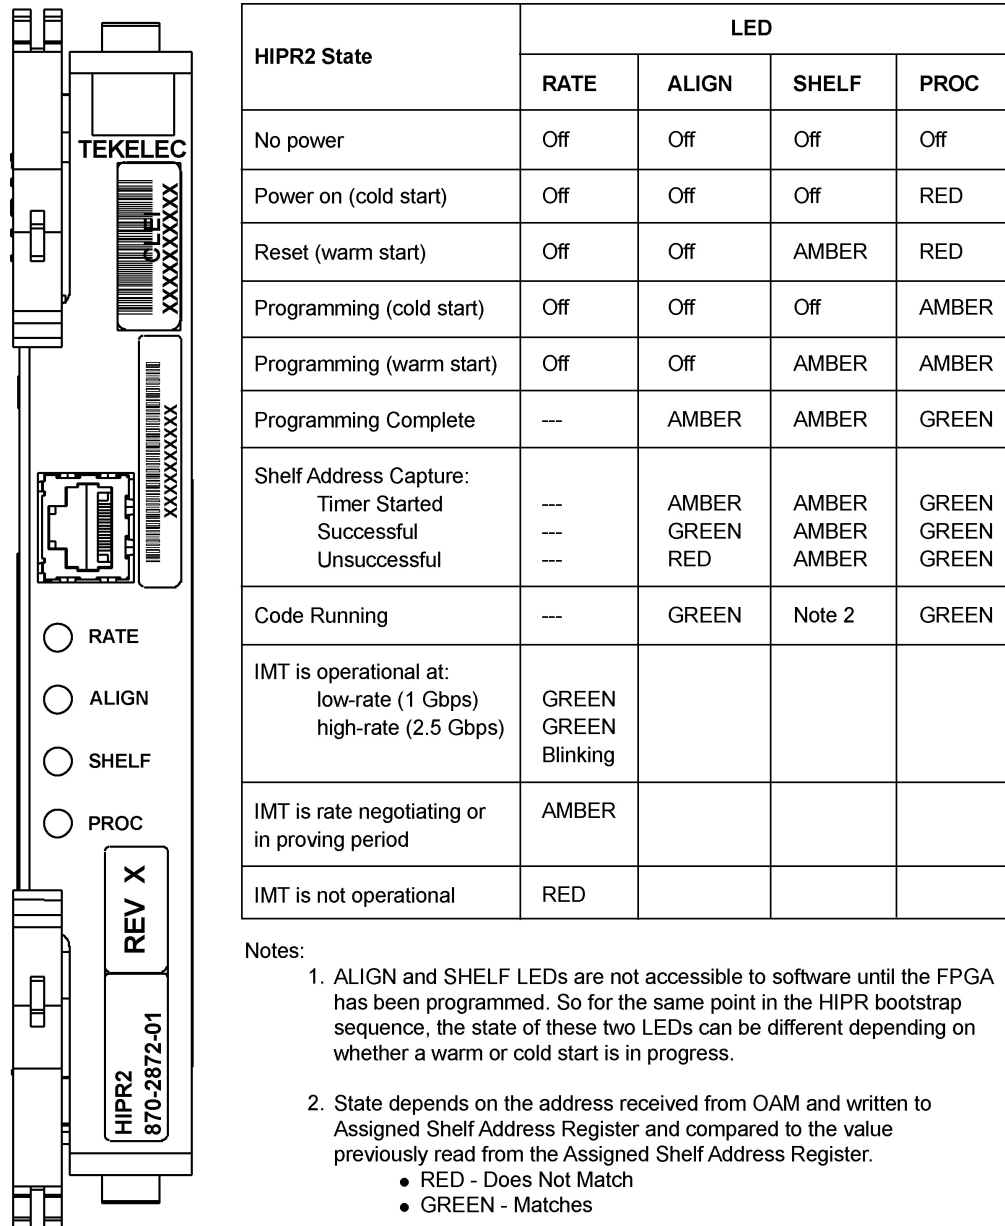 TEKELEC
CLEI
XXXXXXXXXX
XXXXXXXXXX
RATE
ALIGN
SHELF
PROC
REV X
HIPR2
870-2872-01
HIPR2 State LED
RATE ALIGN SHELF PROC
No power Off Off Off Off
Power on (cold start) Off Off Off RED
Reset (warm start) Off Off AMBER RED
Programming (cold start) Off Off Off AMBER
Programming (warm start) Off Off AMBER AMBER
Programming Complete --- AMBER AMBER GREEN
Shelf Address Capture:
Timer Started --- AMBER AMBER GREEN
Successful --- GREEN AMBER GREEN
Unsuccessful --- RED AMBER GREEN
Code Running --- GREEN Note 2 GREEN
IMT is operational at:
low-rate (1 Gbps) GREEN
high-rate (2.5 Gbps) GREEN
Blinking
IMT is rate negotiating or AMBER
in proving period
IMT is not operational RED
Notes:
1. ALIGN and SHELF LEDs are not accessible to software until the FPGA
has been programmed. So for the same point in the HIPR bootstrap
sequence, the state of these two LEDs can be different depending on
whether a warm or cold start is in progress.
2. State depends on the address received from OAM and written to
Assigned Shelf Address Register and compared to the value
previously read from the Assigned Shelf Address Register.
• RED - Does Not Match
• GREEN - Matches